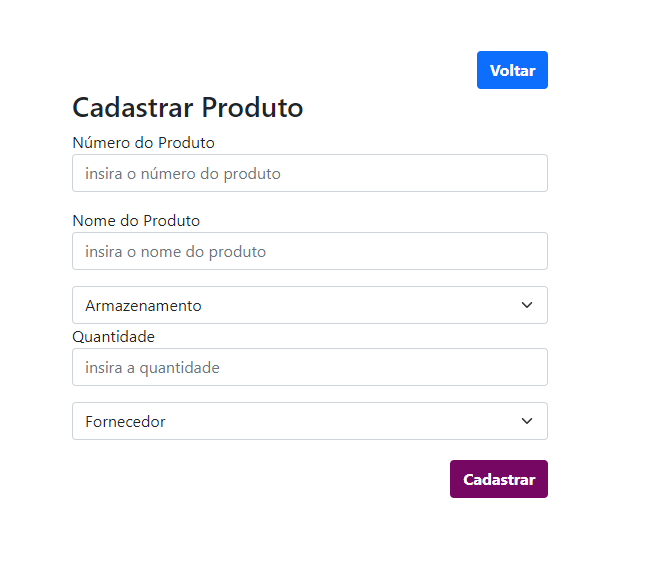 Voltar
Cadastrar Produto
Número do Produto
insira o número do produto
Nome do Produto
insira o nome do produto
Armazenamento
Quantidade
insira a quantidade
Fornecedor
Cadastrar